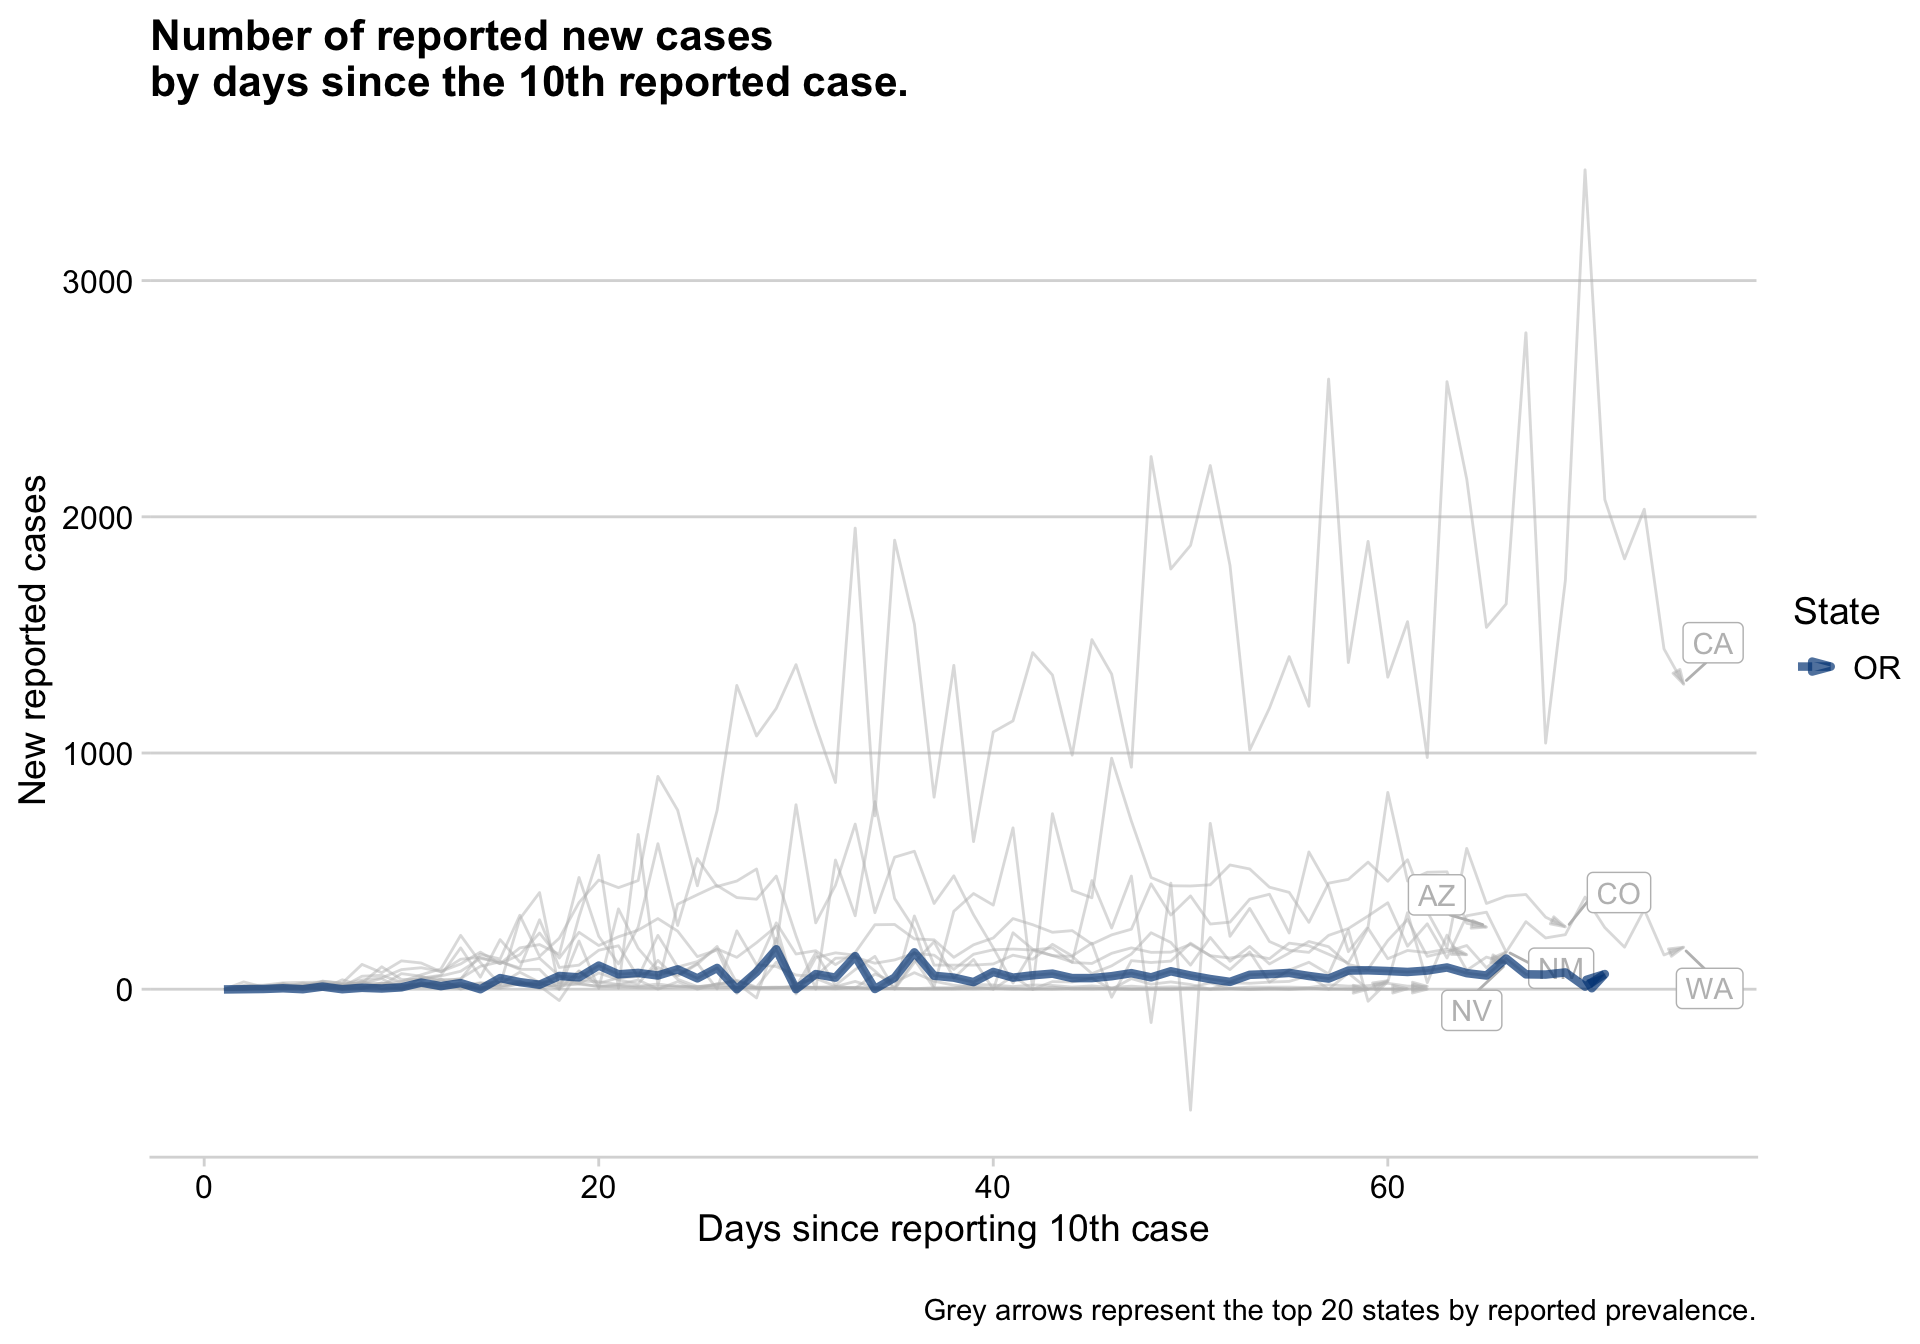 Number of reported new cases
by days since the 10th reported case.
New reported cases
3000
2000
1000
0
CA
AZ
CO
NM
NV
WA
State
OR
0
20
40
60
Days since reporting 10th case
Grey arrows represent the top 20 states by reported prevalence.